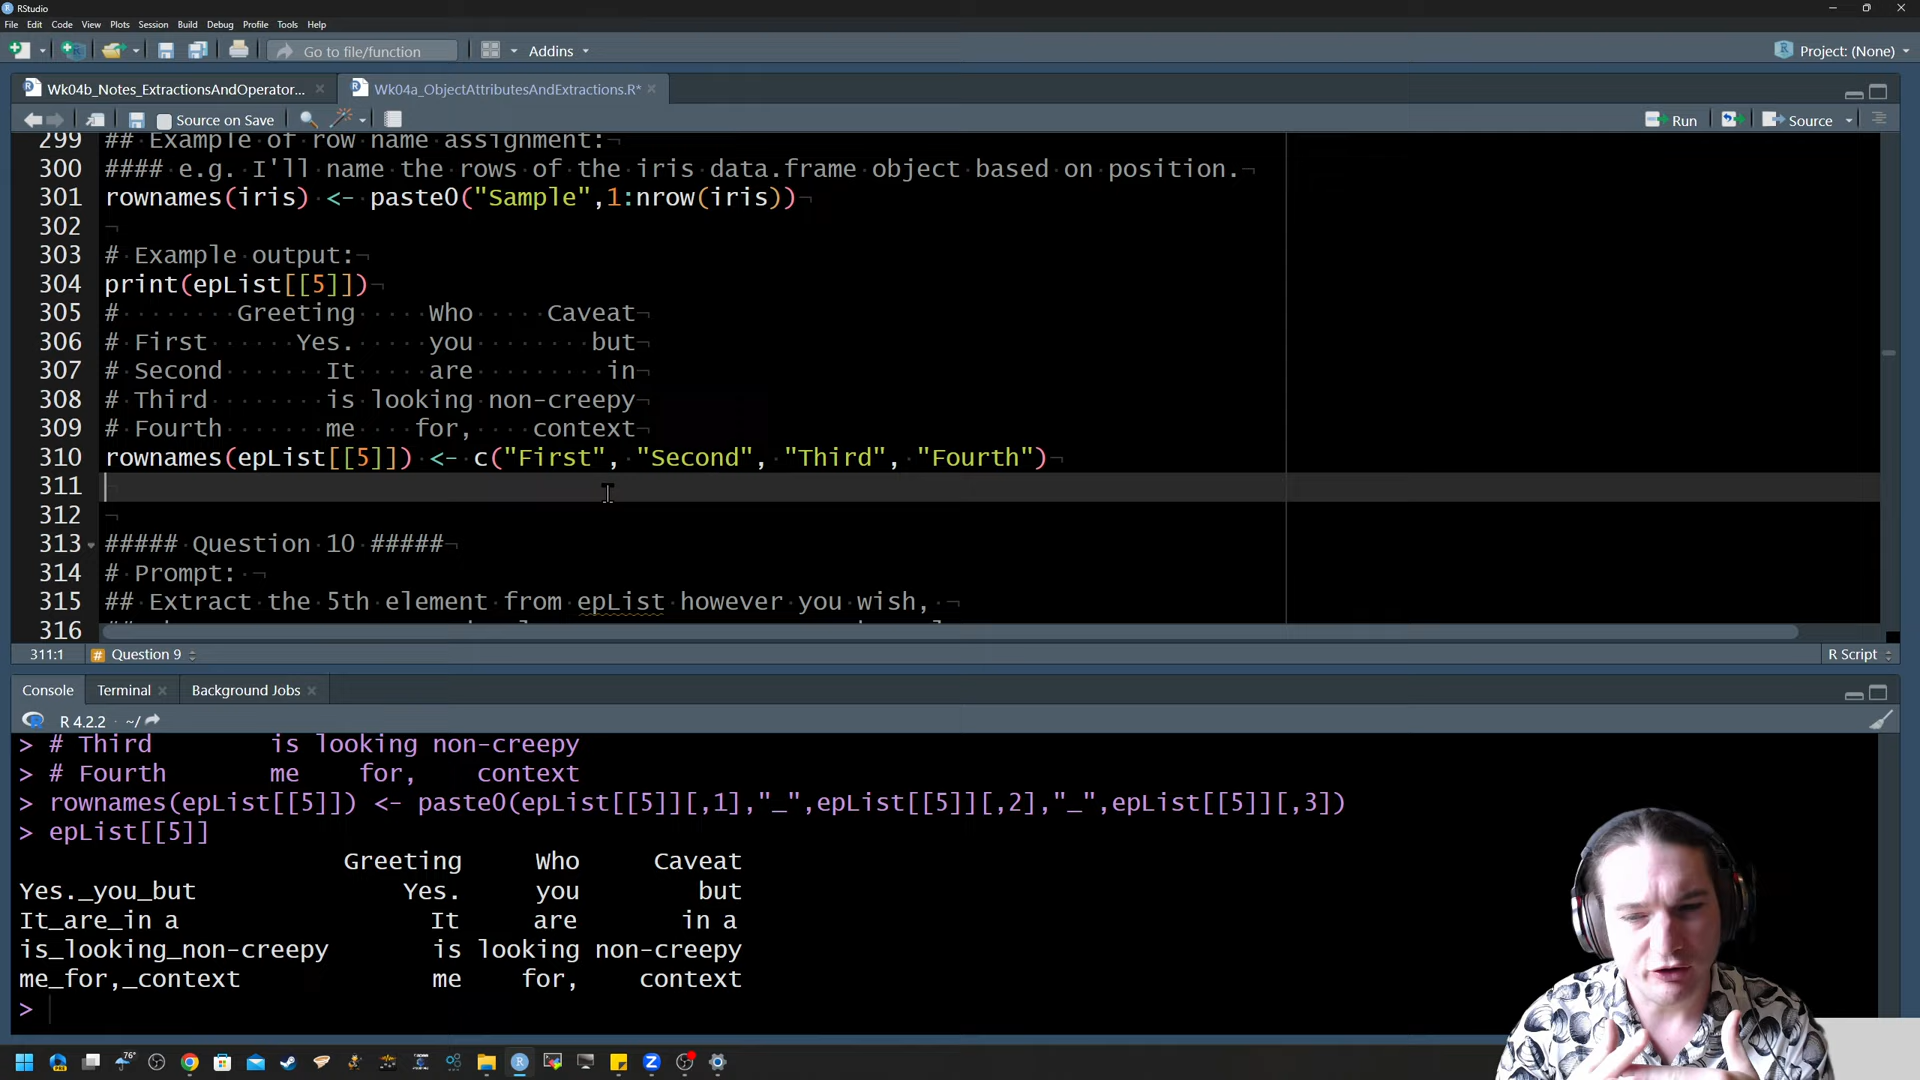 RStudio
File Edit Code View Plots Session Build Debug Profile Tools Help
Go to file/function Addins Project: (None)
Wk04b_Notes_ExtractionsAndOperator... Wk04a_ObjectAttributesAndExtractions.R*
Source on Save Run Source
299 ## Example of row name assignment:
300 #### e.g. I'll name the rows of the iris data.frame object based on position.
301 rownames(iris) <- paste0("Sample",1:nrow(iris))
302
303 # Example output:
304 print(epList[[5]])
305 # Greeting Who Caveat
306 # First Yes. you but
307 # Second It are in
308 # Third is looking non-creepy
309 # Fourth me for, context
310 rownames(epList[[5]]) <- c("First", "Second", "Third", "Fourth")
311
312
313 ##### Question 10 #####
314 # Prompt:
315 ## Extract the 5th element from epList however you wish,
316
311:1 # Question 9 R Script
Console Terminal Background Jobs
R 4.2.2 · ~/
> # Third is looking non-creepy
> # Fourth me for, context
> rownames(epList[[5]]) <- paste0(epList[[5]][,1],"_",epList[[5]][,2],"_",epList[[5]][,3])
> epList[[5]]
Greeting Who Caveat
Yes._you_but Yes. you but
It_are_in a It are in a
is_looking_non-creepy is looking non-creepy
me_for,_context me for, context
>
76°